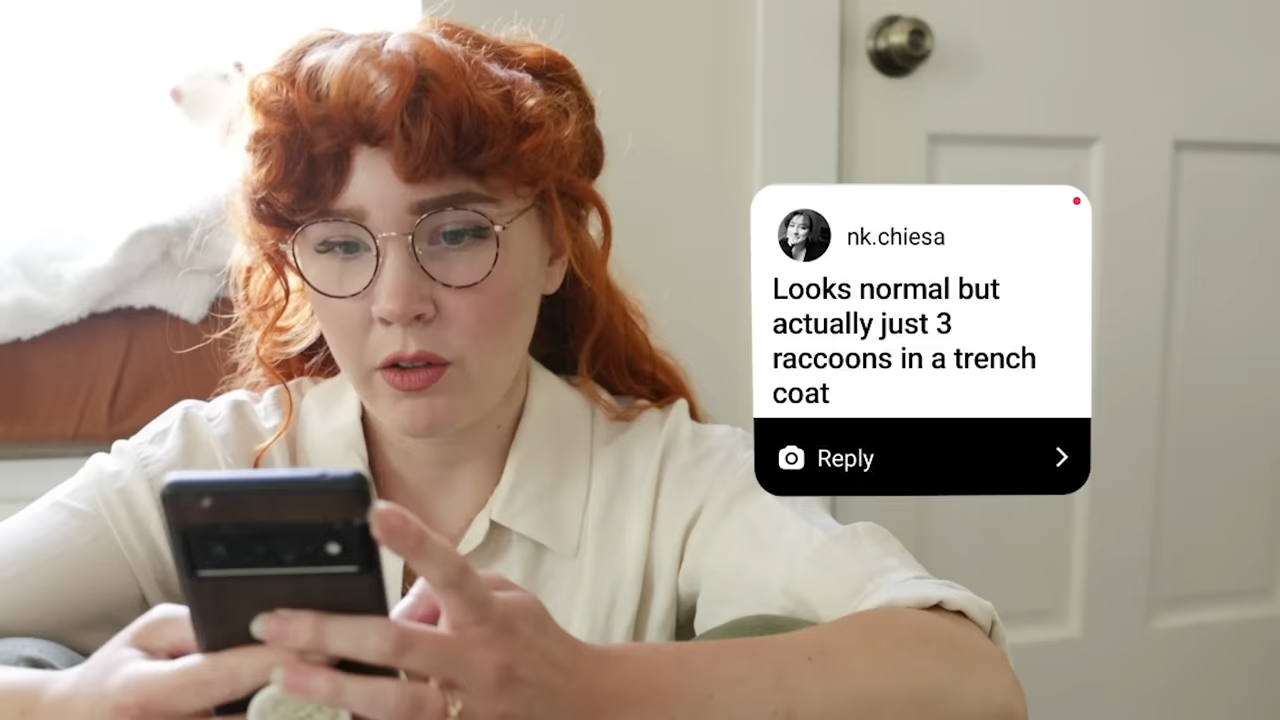 nk.chiesa
Looks normal but
actually just 3
raccoons in a trench
coat
Reply